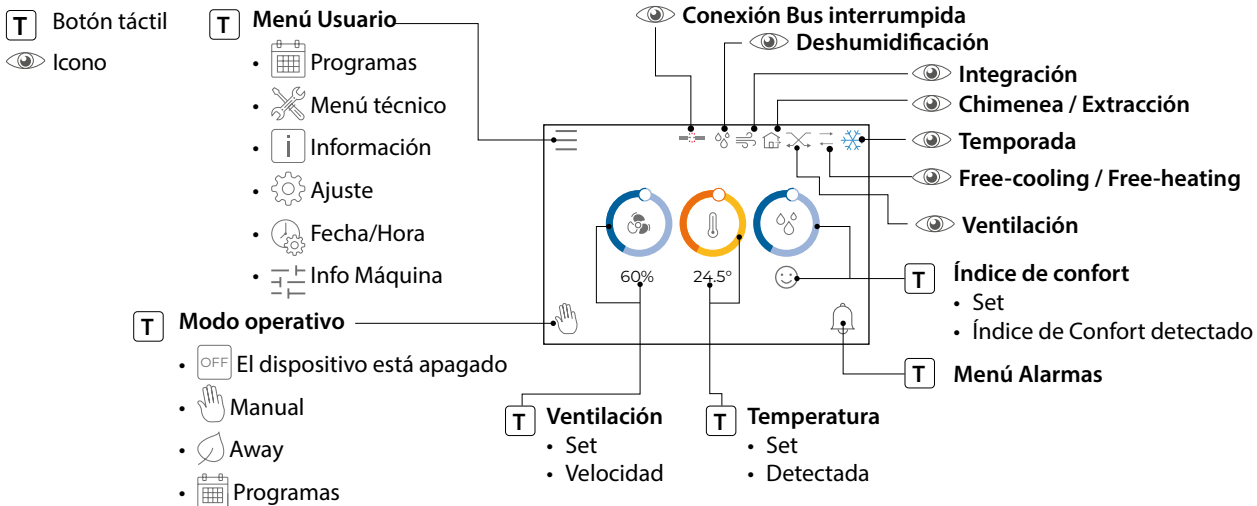 T Botón táctil
Icono
T Menú Usuario
• Programas
• Menú técnico
• i Información
• Ajuste
• Fecha/Hora
• Info Máquina
T Modo operativo
• OFF El dispositivo está apagado
• Manual
• Away
• Programas
Conexión Bus interrumpida
Deshumidificación
Integración
Chimenea / Extracción
Temporada
Free-cooling / Free-heating
Ventilación
60%
24.5°
T Índice de confort
• Set
• Índice de Confort detectado
T Menú Alarmas
T Ventilación
• Set
• Velocidad
T Temperatura
• Set
• Detectada